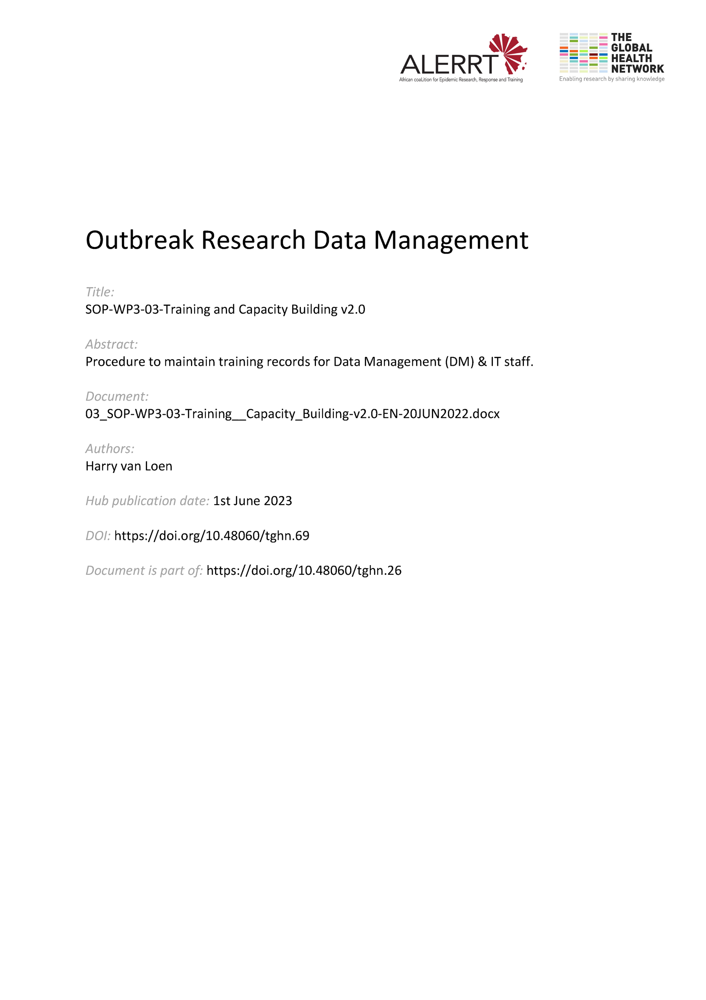 ALERRT
African coaLition for Epidemic Research, Response and Training
THE
GLOBAL
HEALTH
NETWORK
Enabling research by sharing knowledge
Outbreak Research Data Management
Title:
SOP-WP3-03-Training and Capacity Building v2.0
Abstract:
Procedure to maintain training records for Data Management (DM) & IT staff.
Document:
03_SOP-WP3-03-Training__Capacity_Building-v2.0-EN-20JUN2022.docx
Authors:
Harry van Loen
Hub publication date: 1st June 2023
DOI: https://doi.org/10.48060/tghn.69
Document is part of: https://doi.org/10.48060/tghn.26